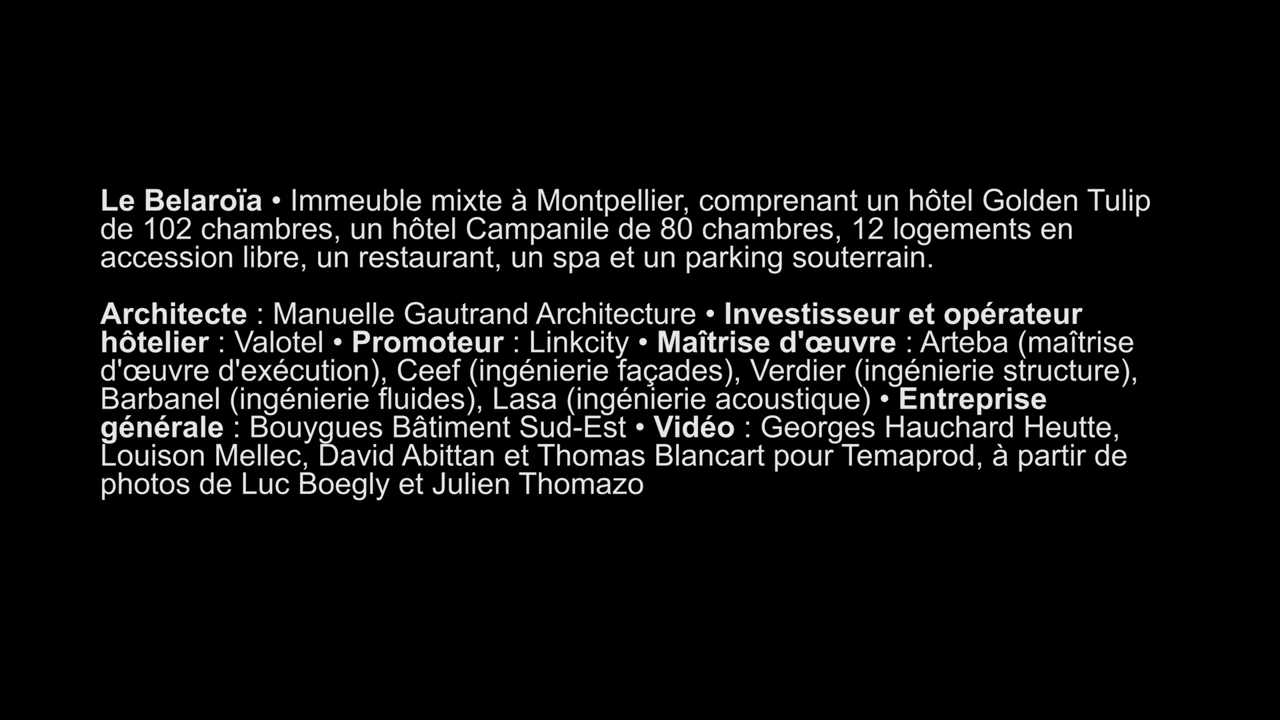 Le Belaroïa • Immeuble mixte à Montpellier, comprenant un hôtel Golden Tulip
de 102 chambres, un hôtel Campanile de 80 chambres, 12 logements en
accession libre, un restaurant, un spa et un parking souterrain.
Architecte : Manuelle Gautrand Architecture • Investisseur et opérateur
hôtelier : Valotel • Promoteur : Linkcity • Maîtrise d'œuvre : Arteba (maîtrise
d'œuvre d'exécution), Ceef (ingénierie façades), Verdier (ingénierie structure),
Barbanel (ingénierie fluides), Lasa (ingénierie acoustique) • Entreprise
générale : Bouygues Bâtiment Sud-Est • Vidéo : Georges Hauchard Heutte,
Louison Mellec, David Abittan et Thomas Blancart pour Temaprod, à partir de
photos de Luc Boegly et Julien Thomazo